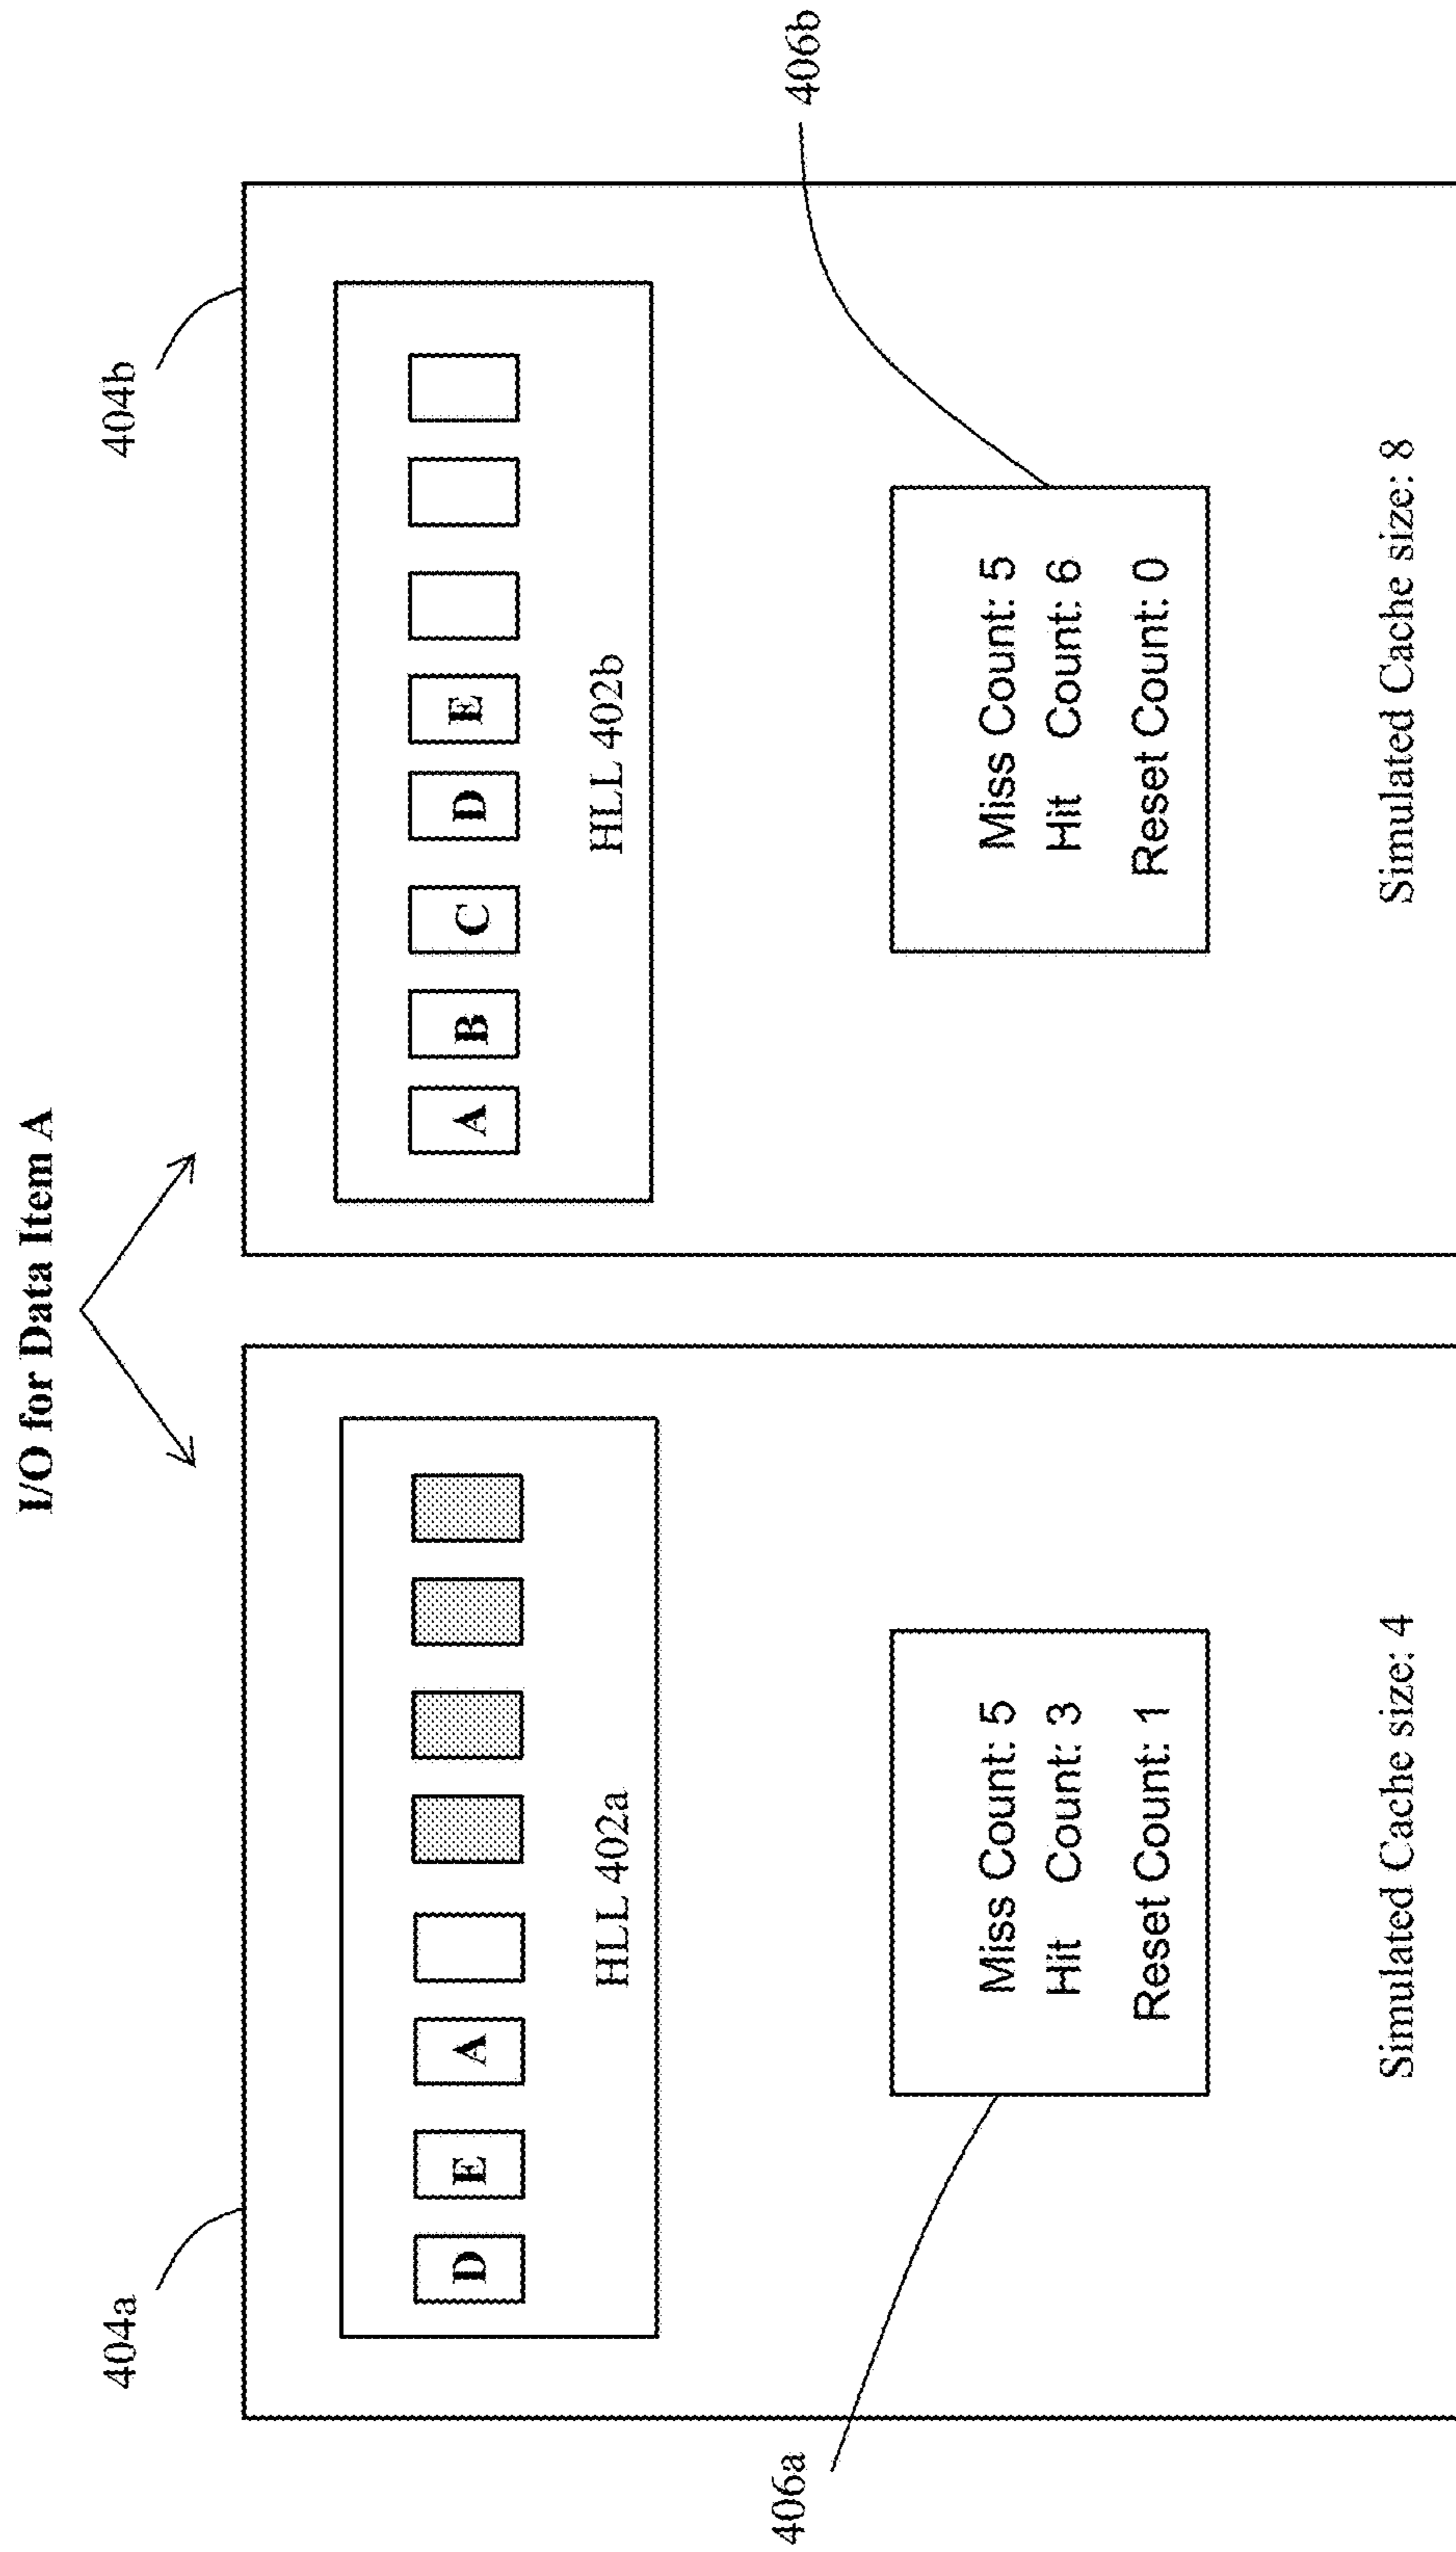 I/O for Data Item A
404a
404b
D E A
A B C D E
HLL 402a
HLL 402b
406a
406b
Miss Count: 5
Hit Count: 3
Reset Count: 1
Miss Count: 5
Hit Count: 6
Reset Count: 0
Simulated Cache size: 4
Simulated Cache size: 8